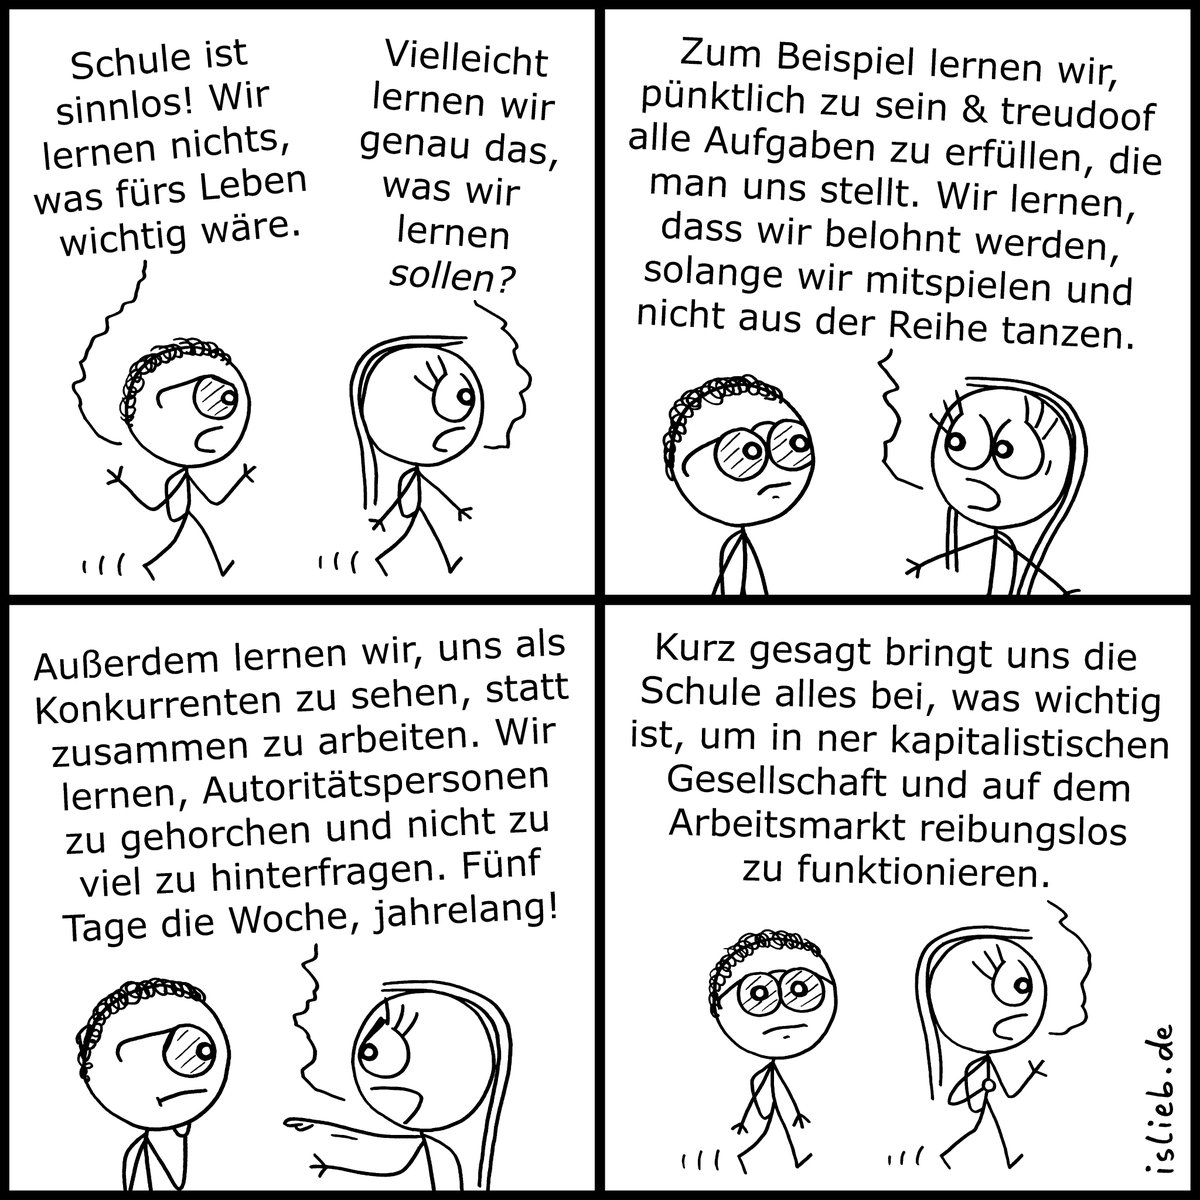 Schule ist
sinnlos! Wir
lernen nichts,
was fürs Leben
wichtig wäre.
Vielleicht
lernen wir
genau das,
was wir
lernen
sollen?
Zum Beispiel lernen wir,
pünktlich zu sein & treudoof
alle Aufgaben zu erfüllen, die
man uns stellt. Wir lernen,
dass wir belohnt werden,
solange wir mitspielen und
nicht aus der Reihe tanzen.
Außerdem lernen wir, uns als
Konkurrenten zu sehen, statt
zusammen zu arbeiten. Wir
lernen, Autoritätspersonen
zu gehorchen und nicht zu
viel zu hinterfragen. Fünf
Tage die Woche, jahrelang!
Kurz gesagt bringt uns die
Schule alles bei, was wichtig
ist, um in ner kapitalistischen
Gesellschaft und auf dem
Arbeitsmarkt reibungslos
zu funktionieren.
islieb.de